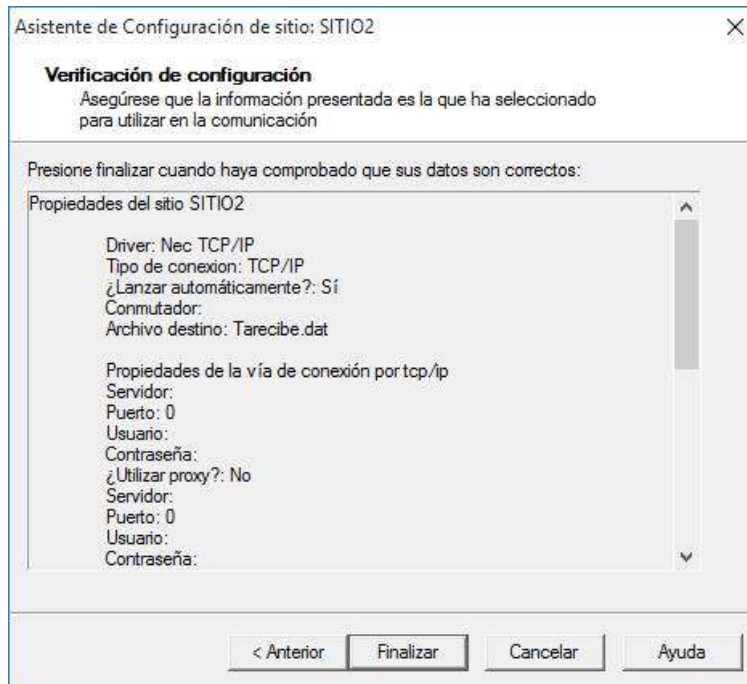 Asistente de Configuración de sitio: SITIO2
Verificación de configuración
Asegúrese que la información presentada es la que ha seleccionado
para utilizar en la comunicación
Presione finalizar cuando haya comprobado que sus datos son correctos:
Propiedades del sitio SITIO2
Driver: Nec TCP/IP
Tipo de conexion: TCP/IP
¿Lanzar automáticamente?: Sí
Conmutador:
Archivo destino: Tarecibe.dat
Propiedades de la vía de conexión por tcp/ip
Servidor:
Puerto: 0
Usuario:
Contraseña:
¿Utilizar proxy?: No
Servidor:
Puerto: 0
Usuario:
Contraseña:
< Anterior Finalizar Cancelar Ayuda